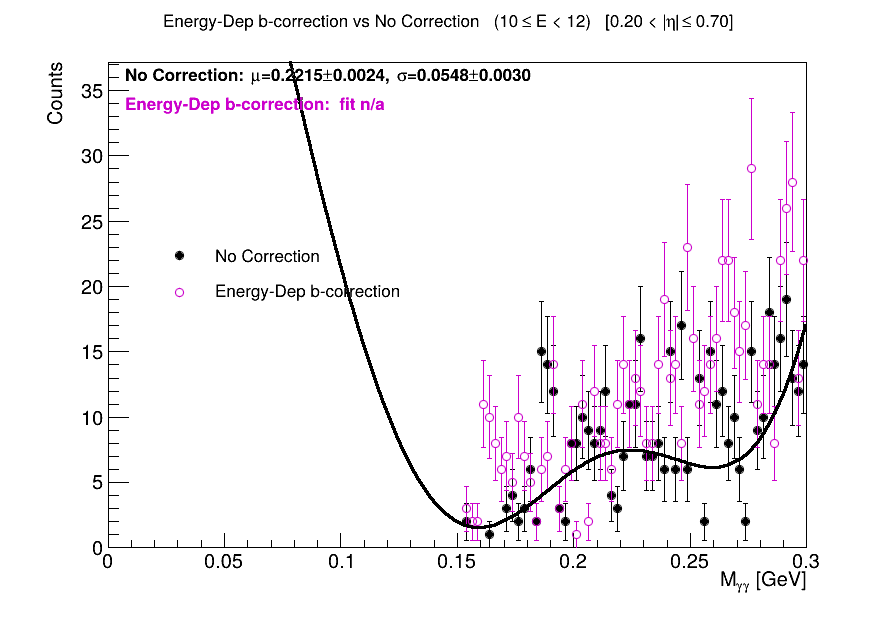 Energy-Dep b-correction vs No Correction (10 ≤ E < 12) [0.20 < |η| ≤ 0.70]
Counts
No Correction: μ=0.2215±0.0024, σ=0.0548±0.0030
Energy-Dep b-correction: fit n/a
No Correction
Energy-Dep b-correction
35
30
25
20
15
10
5
0
0 0.05 0.1 0.15 0.2 0.25 0.3
M_γγ [GeV]